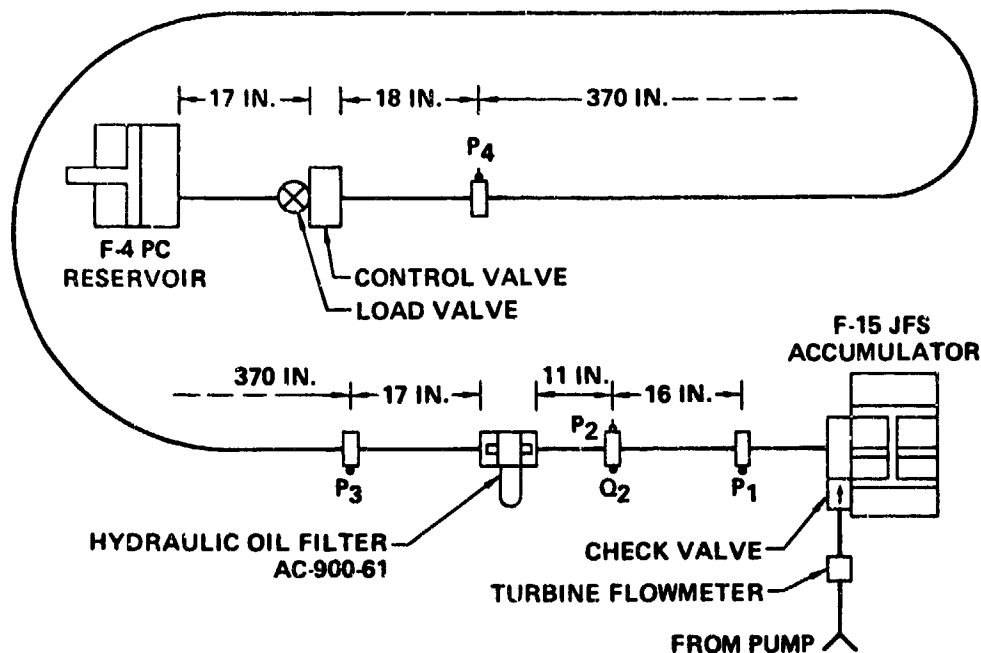 17 IN.
18 IN.
370 IN.
P4
F-4 PC
RESERVOIR
CONTROL VALVE
LOAD VALVE
F-15 JFS
ACCUMULATOR
370 IN.
17 IN.
11 IN.
16 IN.
P2
P3
Q2
P1
HYDRAULIC OIL FILTER
AC-900-61
CHECK VALVE
TURBINE FLOWMETER
FROM PUMP